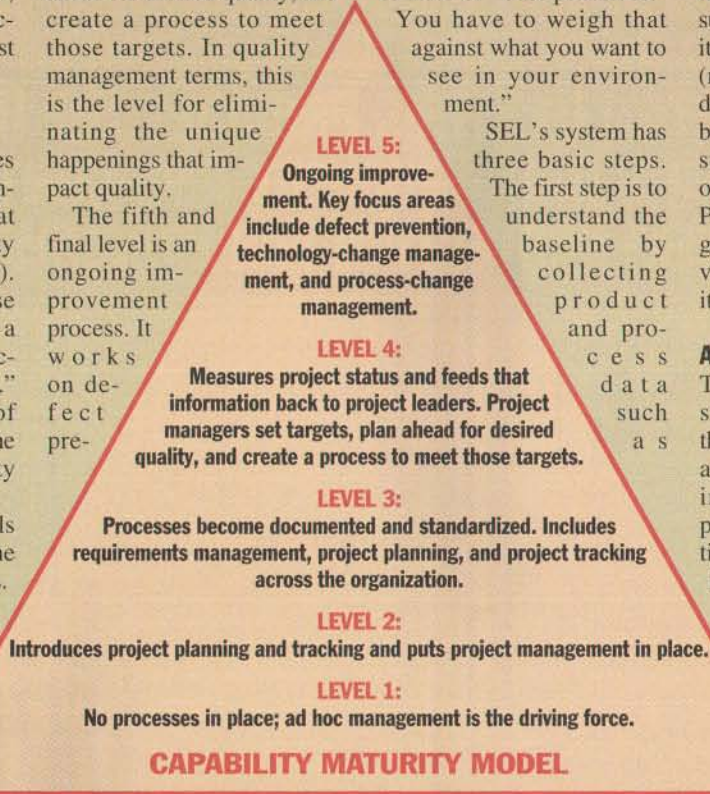 create a process to meet
those targets. In quality
management terms, this
is the level for elimi-
nating the unique
happenings that im-
pact quality.
The fifth and
final level is an
ongoing im-
provement
process. It
works
on de-
fect
pre-
LEVEL 5:
Ongoing improve-
ment. Key focus areas
include defect prevention,
technology-change manage-
ment, and process-change
management.
LEVEL 4:
Measures project status and feeds that
information back to project leaders. Project
managers set targets, plan ahead for desired
quality, and create a process to meet those targets.
LEVEL 3:
Processes become documented and standardized. Includes
requirements management, project planning, and project tracking
across the organization.
LEVEL 2:
Introduces project planning and tracking and puts project management in place.
LEVEL 1:
No processes in place; ad hoc management is the driving force.
CAPABILITY MATURITY MODEL
You have to weigh that
against what you want to
see in your environ-
ment.”
SEL’s system has
three basic steps.
The first step is to
understand the
baseline by
collecting
product
and pro-
cess
data
such
as